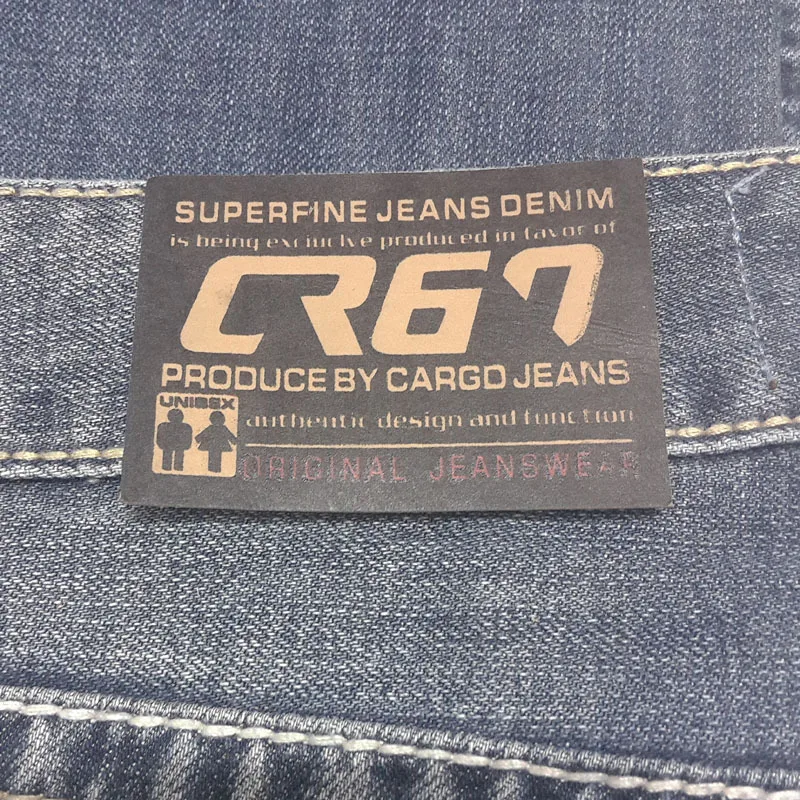 SUPERFINE JEANS DENIM
is being exciuclve produced in favor of
CR67
PRODUCE BY CARGD JEANS
UNISEX
authentic design and function
ORIGINAL JEANSWEAR